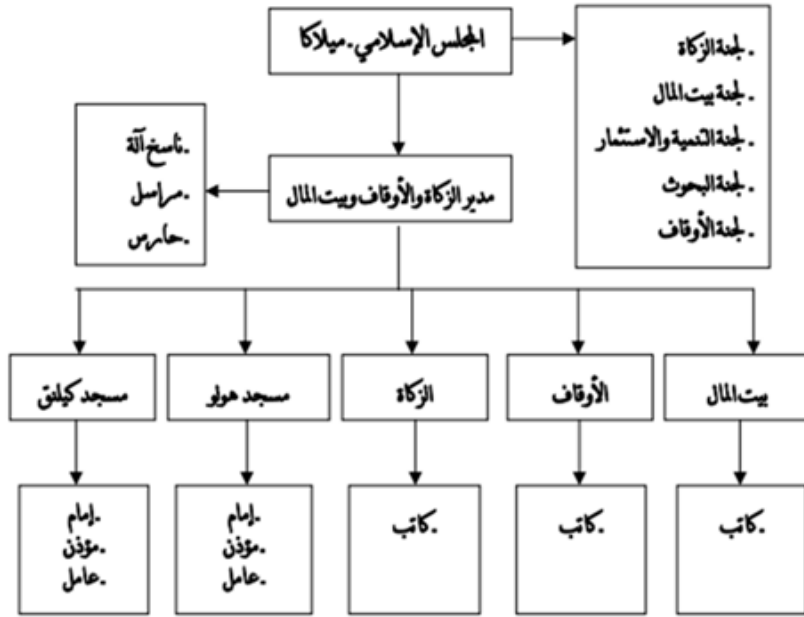 المجلس الإسلامي. ميلاكا
. لجنة الزكاة
. لجنة بيت المال
. لجنة التنمية والاستثمار
. لجنة البحوث
. لجنة الأوقاف
مدير الزكاة والأوقاف وبيت المال
. ناسخ آلة
. مراسل
. حارس
بيت المال
الأوقاف
الزكاة
مسجد هولو
مسجد كيلنق
. كاتب
. كاتب
. كاتب
. إمام
. مؤذن
. عامل
. إمام
. مؤذن
. عامل